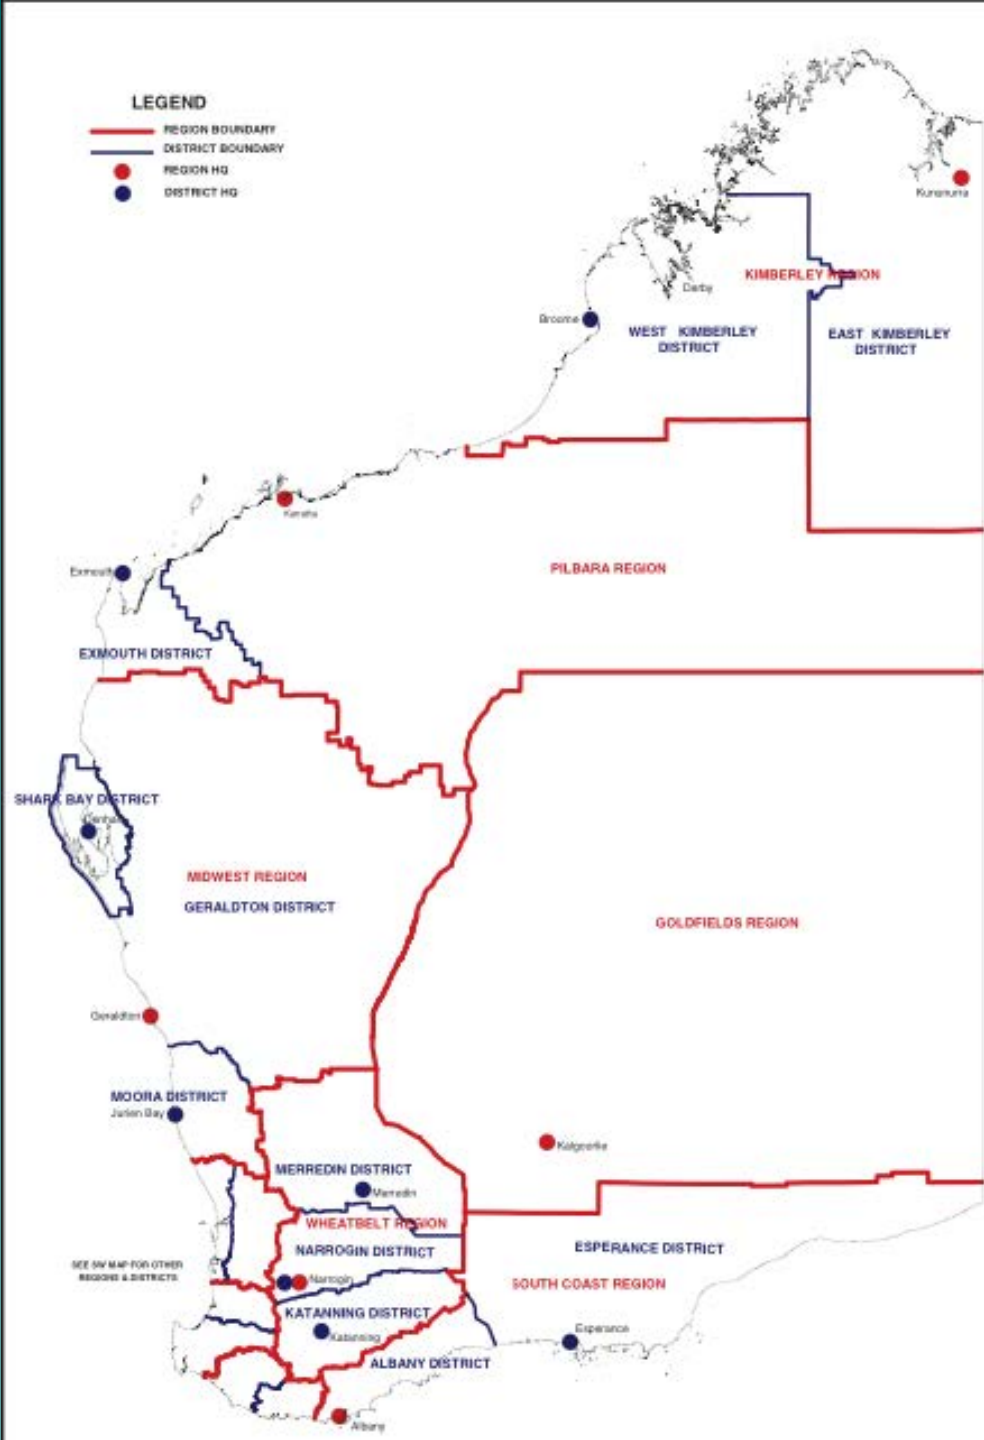 LEGEND
REGION BOUNDARY
DISTRICT BOUNDARY
REGION HQ
DISTRICT HQ
Kununurra
KIMBERLEY REGION
Derby
Broome
WEST KIMBERLEY
DISTRICT
EAST KIMBERLEY
DISTRICT
Karratha
PILBARA REGION
Exmouth
EXMOUTH DISTRICT
SHARK BAY DISTRICT
Denham
MIDWEST REGION
GERALDTON DISTRICT
GOLDFIELDS REGION
Geraldton
MOORA DISTRICT
Jurien Bay
Kalgoorlie
MERREDIN DISTRICT
Merredin
WHEATBELT REGION
NARROGIN DISTRICT
ESPERANCE DISTRICT
SEE SW MAP FOR OTHER
REGIONS & DISTRICTS
Narrogin
SOUTH COAST REGION
KATANNING DISTRICT
Katanning
Esperance
ALBANY DISTRICT
Albany